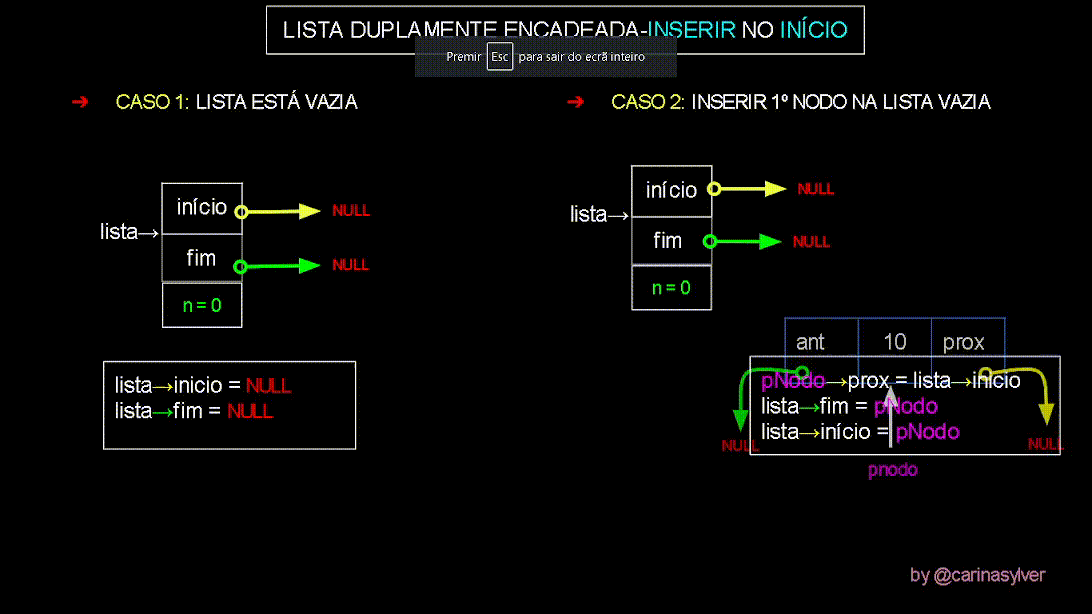 LISTA DUPLAMENTE ENCADEADA-INSERIR NO INÍCIO
Premir Esc para sair do ecrã inteiro
➔ CASO 1: LISTA ESTÁ VAZIA
lista→
início
NULL
fim
NULL
n = 0
lista→inicio = NULL
lista→fim = NULL
➔ CASO 2: INSERIR 1º NODO NA LISTA VAZIA
lista→
início
NULL
fim
NULL
n = 0
ant 10 prox
pNodo→prox = lista→início
lista→fim = pNodo
lista→início = pNodo
NULL
NULL
pnodo
by @carinasylver